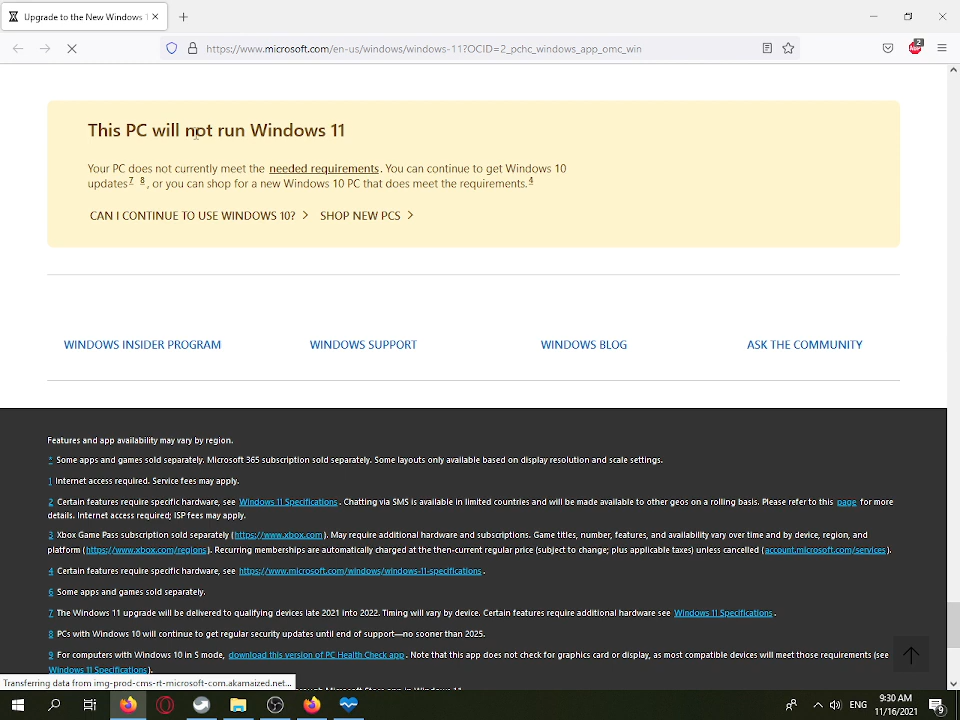 Upgrade to the New Windows 1
https://www.microsoft.com/en-us/windows/windows-11?OCID=2_pchc_windows_app_omc_win
2
This PC will not run Windows 11
Your PC does not currently meet the needed requirements. You can continue to get Windows 10
updates 7 8, or you can shop for a new Windows 10 PC that does meet the requirements.4
CAN I CONTINUE TO USE WINDOWS 10? > SHOP NEW PCS >
WINDOWS INSIDER PROGRAM WINDOWS SUPPORT WINDOWS BLOG ASK THE COMMUNITY
Features and app availability may vary by region.
* Some apps and games sold separately. Microsoft 365 subscription sold separately. Some layouts only available based on display resolution and scale settings.
1 Internet access required. Service fees may apply.
2 Certain features require specific hardware, see Windows 11 Specifications. Chatting via SMS is available in limited countries and will be made available to other geos on a rolling basis. Please refer to this page for more
details. Internet access required; ISP fees may apply.
3 Xbox Game Pass subscription sold separately (https://www.xbox.com). May require additional hardware and subscriptions. Game titles, number, features, and availability vary over time and by device, region, and
platform (https://www.xbox.com/regions). Recurring memberships are automatically charged at the then-current regular price (subject to change; plus applicable taxes) unless cancelled (account.microsoft.com/services).
4 Certain features require specific hardware, see https://www.microsoft.com/windows/windows-11-specifications.
6 Some apps and games sold separately.
7 The Windows 11 upgrade will be delivered to qualifying devices late 2021 into 2022. Timing will vary by device. Certain features require additional hardware see Windows 11 Specifications.
8 PCs with Windows 10 will continue to get regular security updates until end of support—no sooner than 2025.
9 For computers with Windows 10 in S mode, download this version of PC Health Check app. Note that this app does not check for graphics card or display, as most compatible devices will meet those requirements (see
Windows 11 Specifications).
Transferring data from img-prod-cms-rt-microsoft-com.akamaized.net...
through Microsoft Store app in Windows 11
ENG
9:30 AM
11/16/2021
9